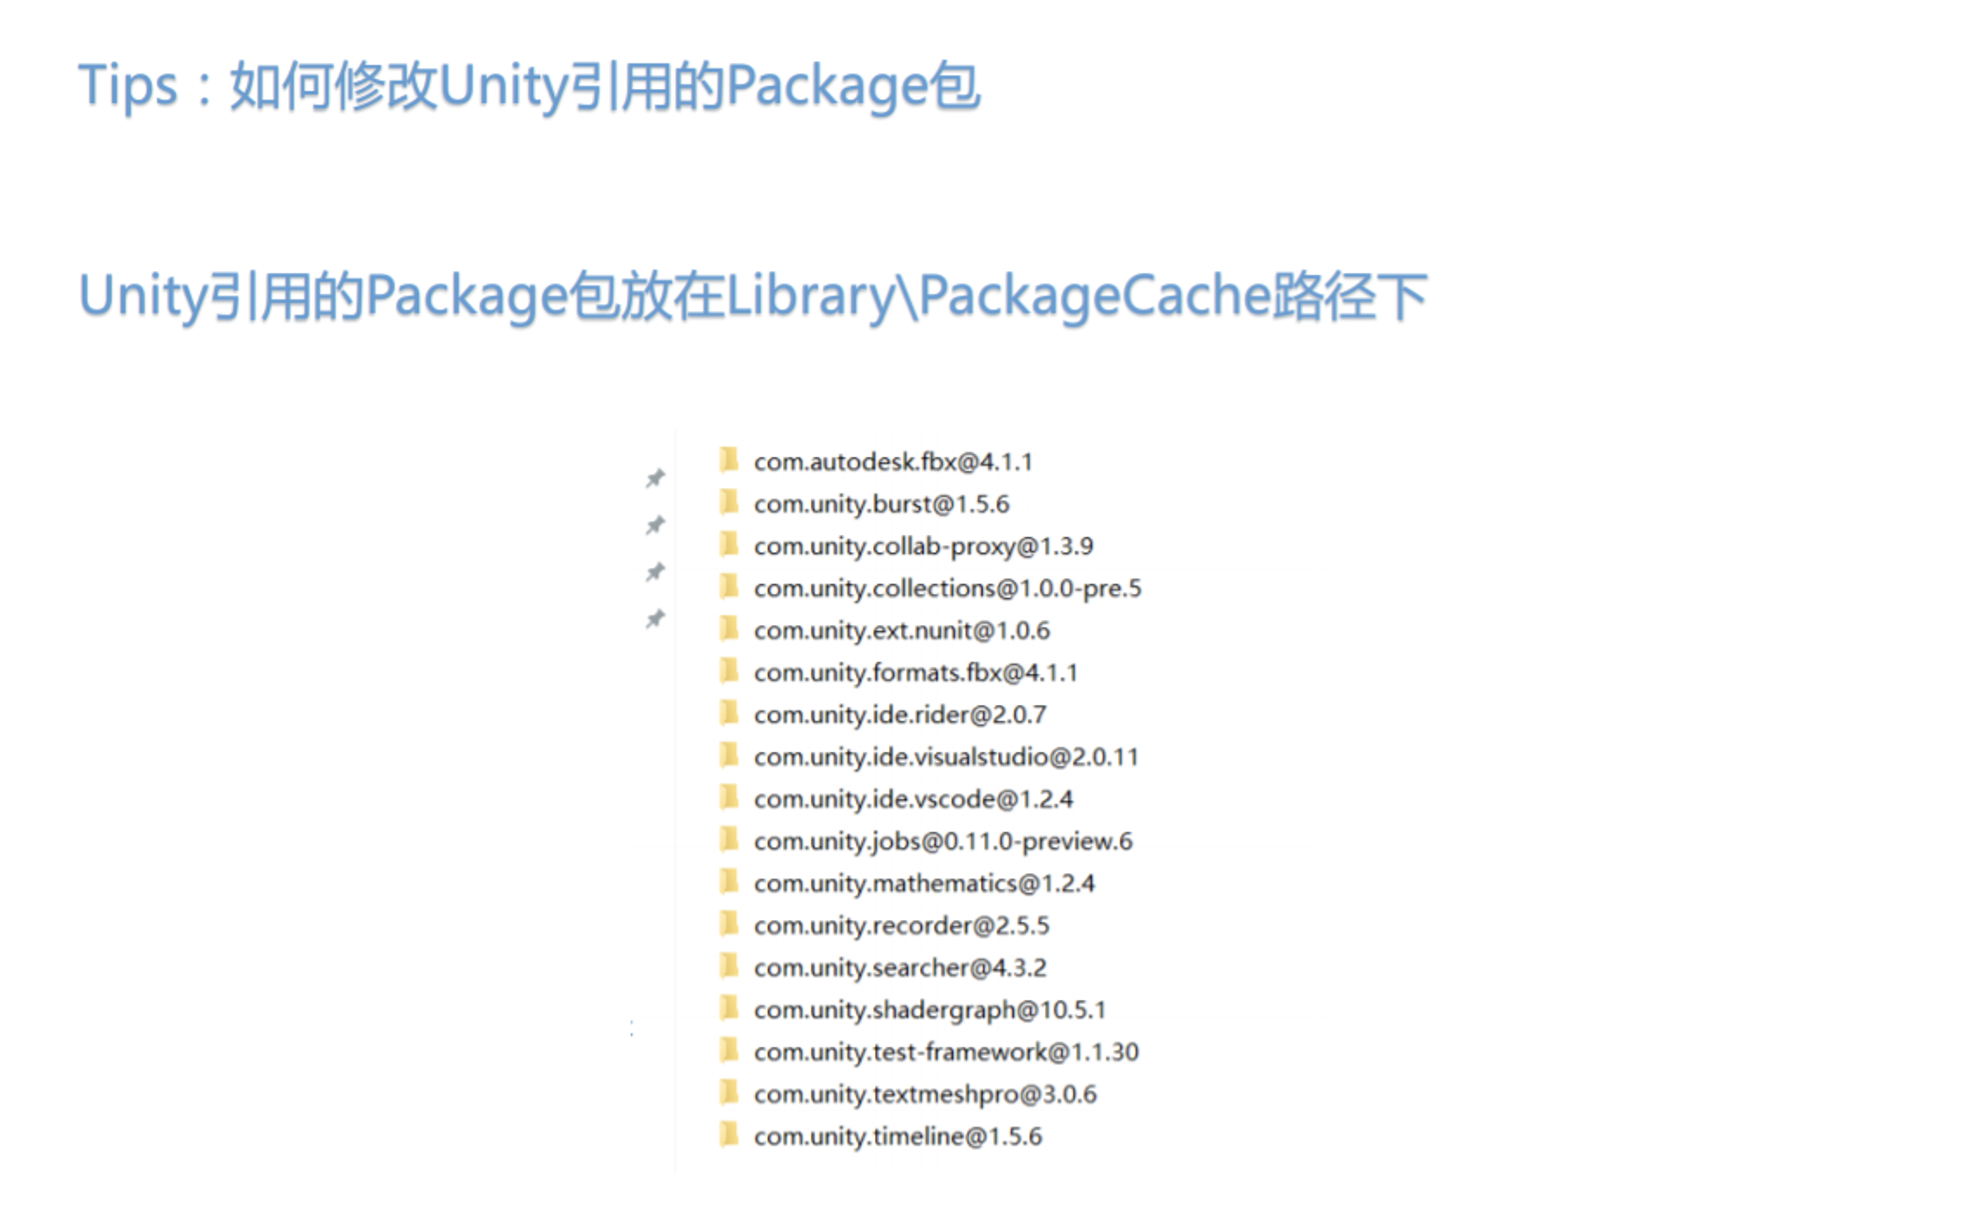 Tips：如何修改Unity引用的Package包
Unity引用的Package包放在Library\PackageCache路径下
com.autodesk.fbx@4.1.1
com.unity.burst@1.5.6
com.unity.collab-proxy@1.3.9
com.unity.collections@1.0.0-pre.5
com.unity.ext.nunit@1.0.6
com.unity.formats.fbx@4.1.1
com.unity.ide.rider@2.0.7
com.unity.ide.visualstudio@2.0.11
com.unity.ide.vscode@1.2.4
com.unity.jobs@0.11.0-preview.6
com.unity.mathematics@1.2.4
com.unity.recorder@2.5.5
com.unity.searcher@4.3.2
com.unity.shadergraph@10.5.1
com.unity.test-framework@1.1.30
com.unity.textmeshpro@3.0.6
com.unity.timeline@1.5.6